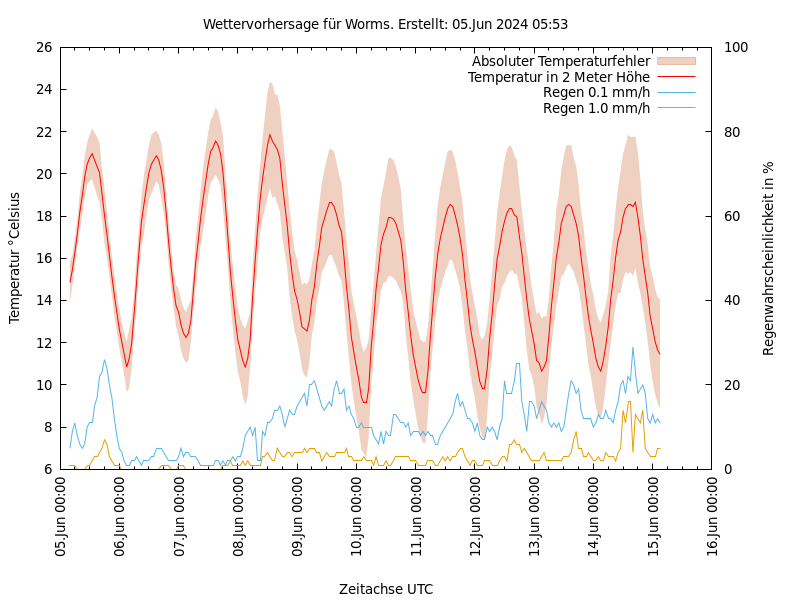 Wettervorhersage für Worms. Erstellt: 05.Jun 2024 05:53
Absoluter Temperaturfehler
Temperatur in 2 Meter Höhe
Regen 0.1 mm/h
Regen 1.0 mm/h
Temperatur °Celsius
26
24
22
20
18
16
14
12
10
8
6
100
80
60
40
20
0
Regenwahrscheinlichkeit in %
05.Jun 00:00
06.Jun 00:00
07.Jun 00:00
08.Jun 00:00
09.Jun 00:00
10.Jun 00:00
11.Jun 00:00
12.Jun 00:00
13.Jun 00:00
14.Jun 00:00
15.Jun 00:00
16.Jun 00:00
Zeitachse UTC